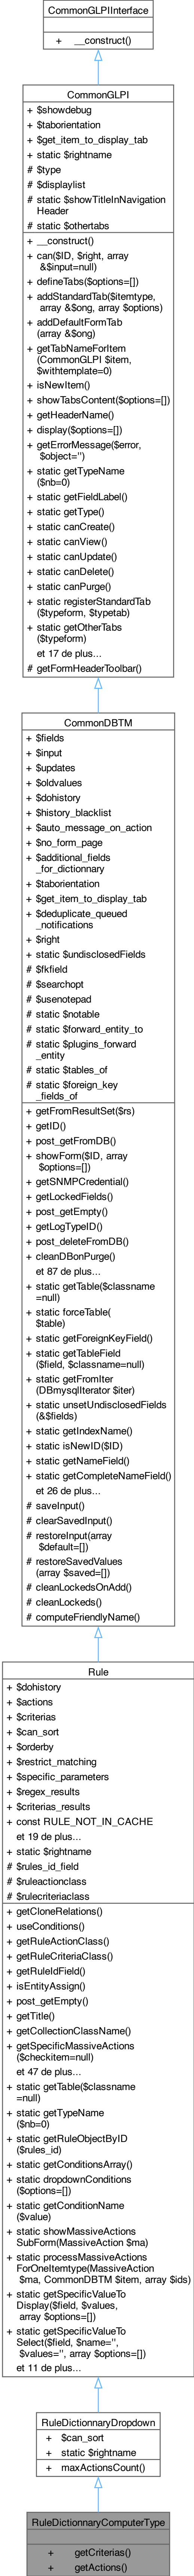 CommonGLPIInterface
+ __construct()
CommonGLPI
+ $showdebug
+ $taborientation
+ $get_item_to_display_tab
+ static $rightname
# $type
# $displaylist
# static $showTitleInNavigation
Header
# static $othertabs
+ __construct()
+ can($ID, $right, array
&$input=null)
+ defineTabs($options=[])
+ addStandardTab($itemtype,
array &$ong, array $options)
+ addDefaultFormTab
(array &$ong)
+ getTabNameForItem
(CommonGLPI $item,
$withtemplate=0)
+ isNewItem()
+ showTabsContent($options=[])
+ getHeaderName()
+ display($options=[])
+ getErrorMessage($error,
$object='')
+ static getTypeName
($nb=0)
+ static getFieldLabel()
+ static getType()
+ static canCreate()
+ static canView()
+ static canUpdate()
+ static canDelete()
+ static canPurge()
+ static registerStandardTab
($typeform, $typetab)
+ static getOtherTabs
($typeform)
et 17 de plus...
# getFormHeaderToolbar()
CommonDBTM
+ $fields
+ $input
+ $updates
+ $oldvalues
+ $dohistory
+ $history_blacklist
+ $auto_message_on_action
+ $no_form_page
+ $additional_fields
_for_dictionnary
+ $taborientation
+ $get_item_to_display_tab
+ $deduplicate_queued
_notifications
+ $right
+ static $undisclosedFields
# $fkfield
# $searchopt
# $usenotepad
# static $notable
# static $forward_entity_to
# static $plugins_forward
_entity
# static $tables_of
# static $foreign_key
_fields_of
+ getFromResultSet($rs)
+ getID()
+ post_getFromDB()
+ showForm($ID, array
$options=[])
+ getSNMPCredential()
+ getLockedFields()
+ post_getEmpty()
+ getLogTypeID()
+ post_deleteFromDB()
+ cleanDBonPurge()
et 87 de plus...
+ static getTable($classname
=null)
+ static forceTable(
$table)
+ static getForeignKeyField()
+ static getTableField
($field, $classname=null)
+ static getFromIter
(DBmysqlIterator $iter)
+ static unsetUndisclosedFields
(&$fields)
+ static getIndexName()
+ static isNewID($ID)
+ static getNameField()
+ static getCompleteNameField()
et 26 de plus...
# saveInput()
# clearSavedInput()
# restoreInput(array
$default=[])
# restoreSavedValues
(array $saved=[])
# cleanLockedsOnAdd()
# cleanLockeds()
# computeFriendlyName()
Rule
+ $dohistory
+ $actions
+ $criterias
+ $can_sort
+ $orderby
+ $restrict_matching
+ $specific_parameters
+ $regex_results
+ $criterias_results
+ const RULE_NOT_IN_CACHE
et 19 de plus...
+ static $rightname
# $rules_id_field
# $ruleactionclass
# $rulecriteriaclass
+ getCloneRelations()
+ useConditions()
+ getRuleActionClass()
+ getRuleCriteriaClass()
+ getRuleIdField()
+ isEntityAssign()
+ post_getEmpty()
+ getTitle()
+ getCollectionClassName()
+ getSpecificMassiveActions
($checkitem=null)
et 47 de plus...
+ static getTable($classname
=null)
+ static getTypeName
($nb=0)
+ static getRuleObjectByID
($rules_id)
+ static getConditionsArray()
+ static dropdownConditions
($options=[])
+ static getConditionName
($value)
+ static showMassiveActions
SubForm(MassiveAction $ma)
+ static processMassiveActions
ForOneItemtype(MassiveAction
$ma, CommonDBTM $item, array $ids)
+ static getSpecificValueTo
Display($field, $values,
array $options=[])
+ static getSpecificValueTo
Select($field, $name='',
$values='', array $options=[])
et 11 de plus...
RuleDictionnaryDropdown
+ $can_sort
+ static $rightname
+ maxActionsCount()
RuleDictionnaryComputerType
+ getCriterias()
+ getActions()